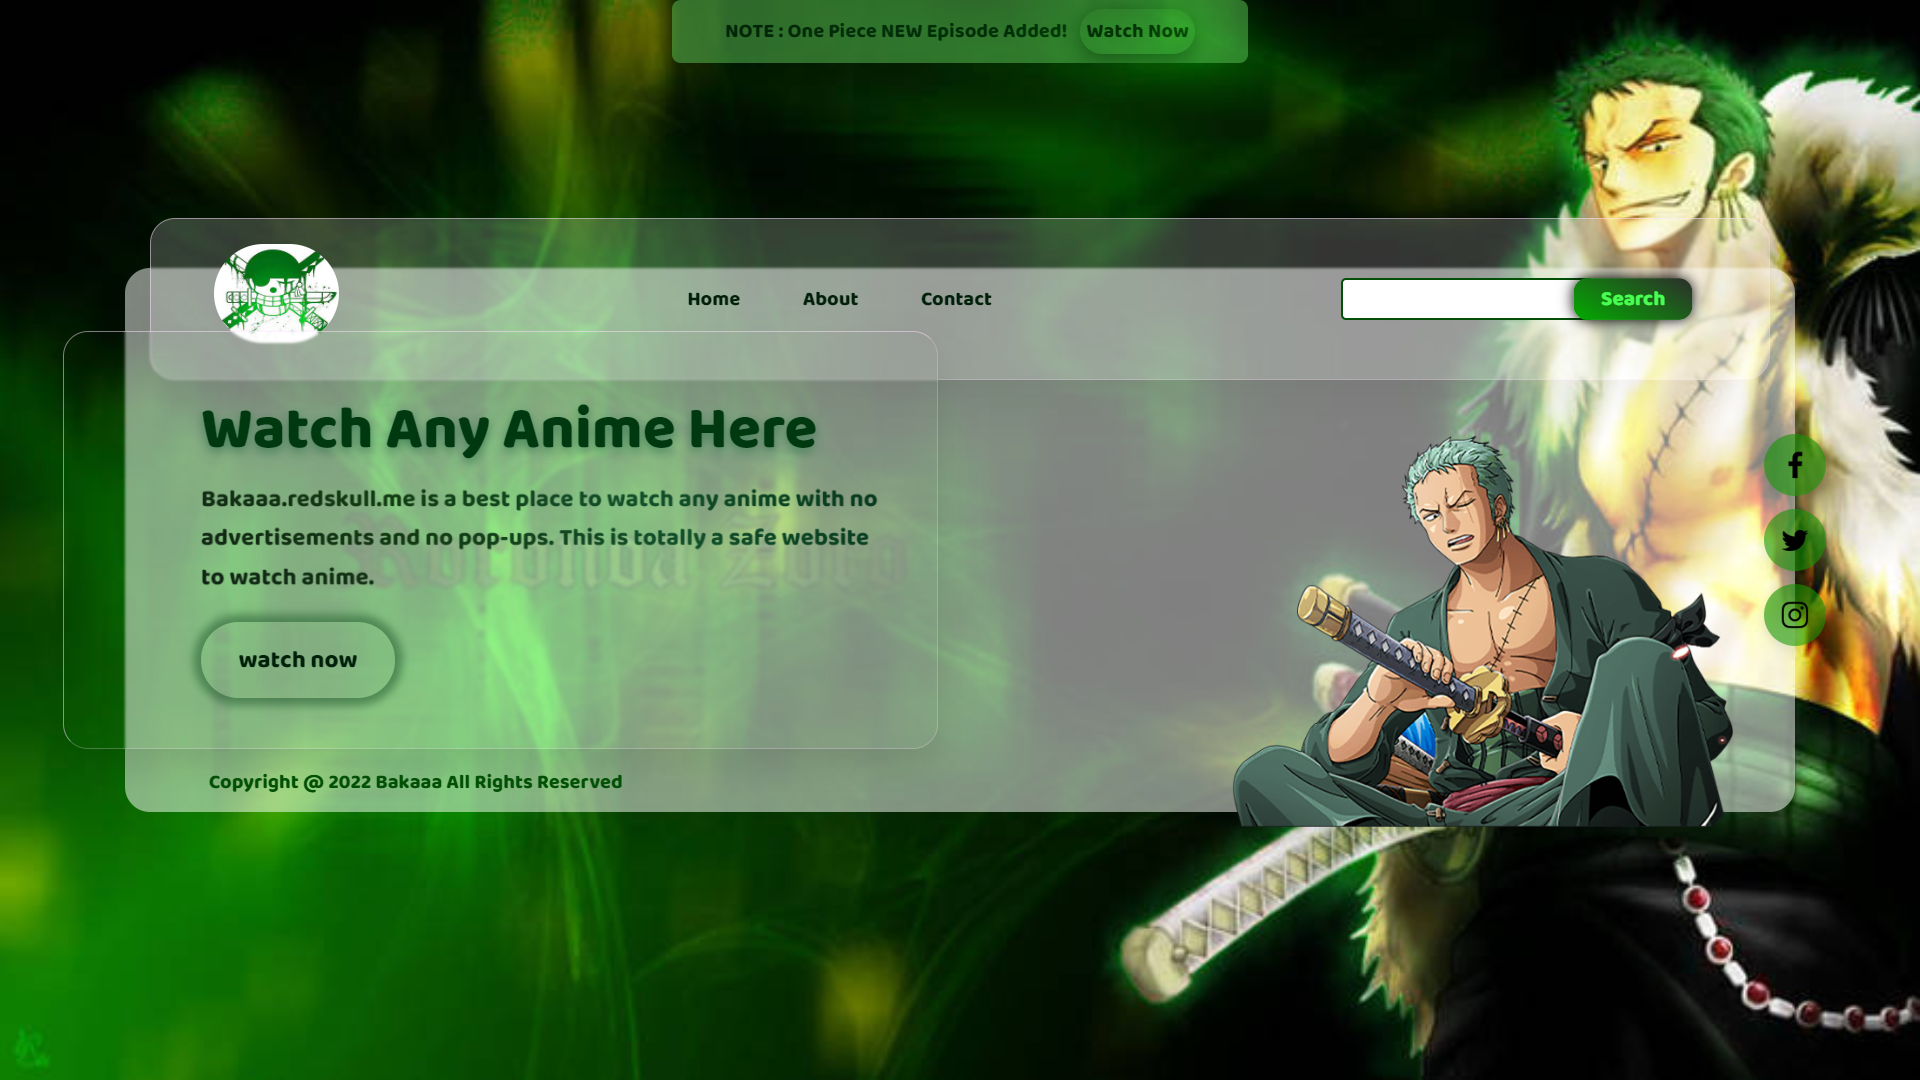 NOTE : One Piece NEW Episode Added! Watch Now
Home About Contact Search
Watch Any Anime Here
Bakaaa.redskull.me is a best place to watch any anime with no
advertisements and no pop-ups. This is totally a safe website
to watch anime.
Roronoa Zoro
watch now
Copyright @ 2022 Bakaaa All Rights Reserved